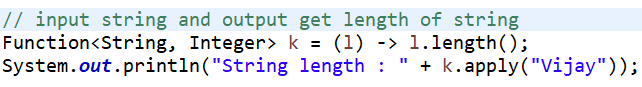 // input string and output get length of string
Function<String, Integer> k = (l) -> l.length();
System.out.println("String length : " + k.apply("Vijay"));